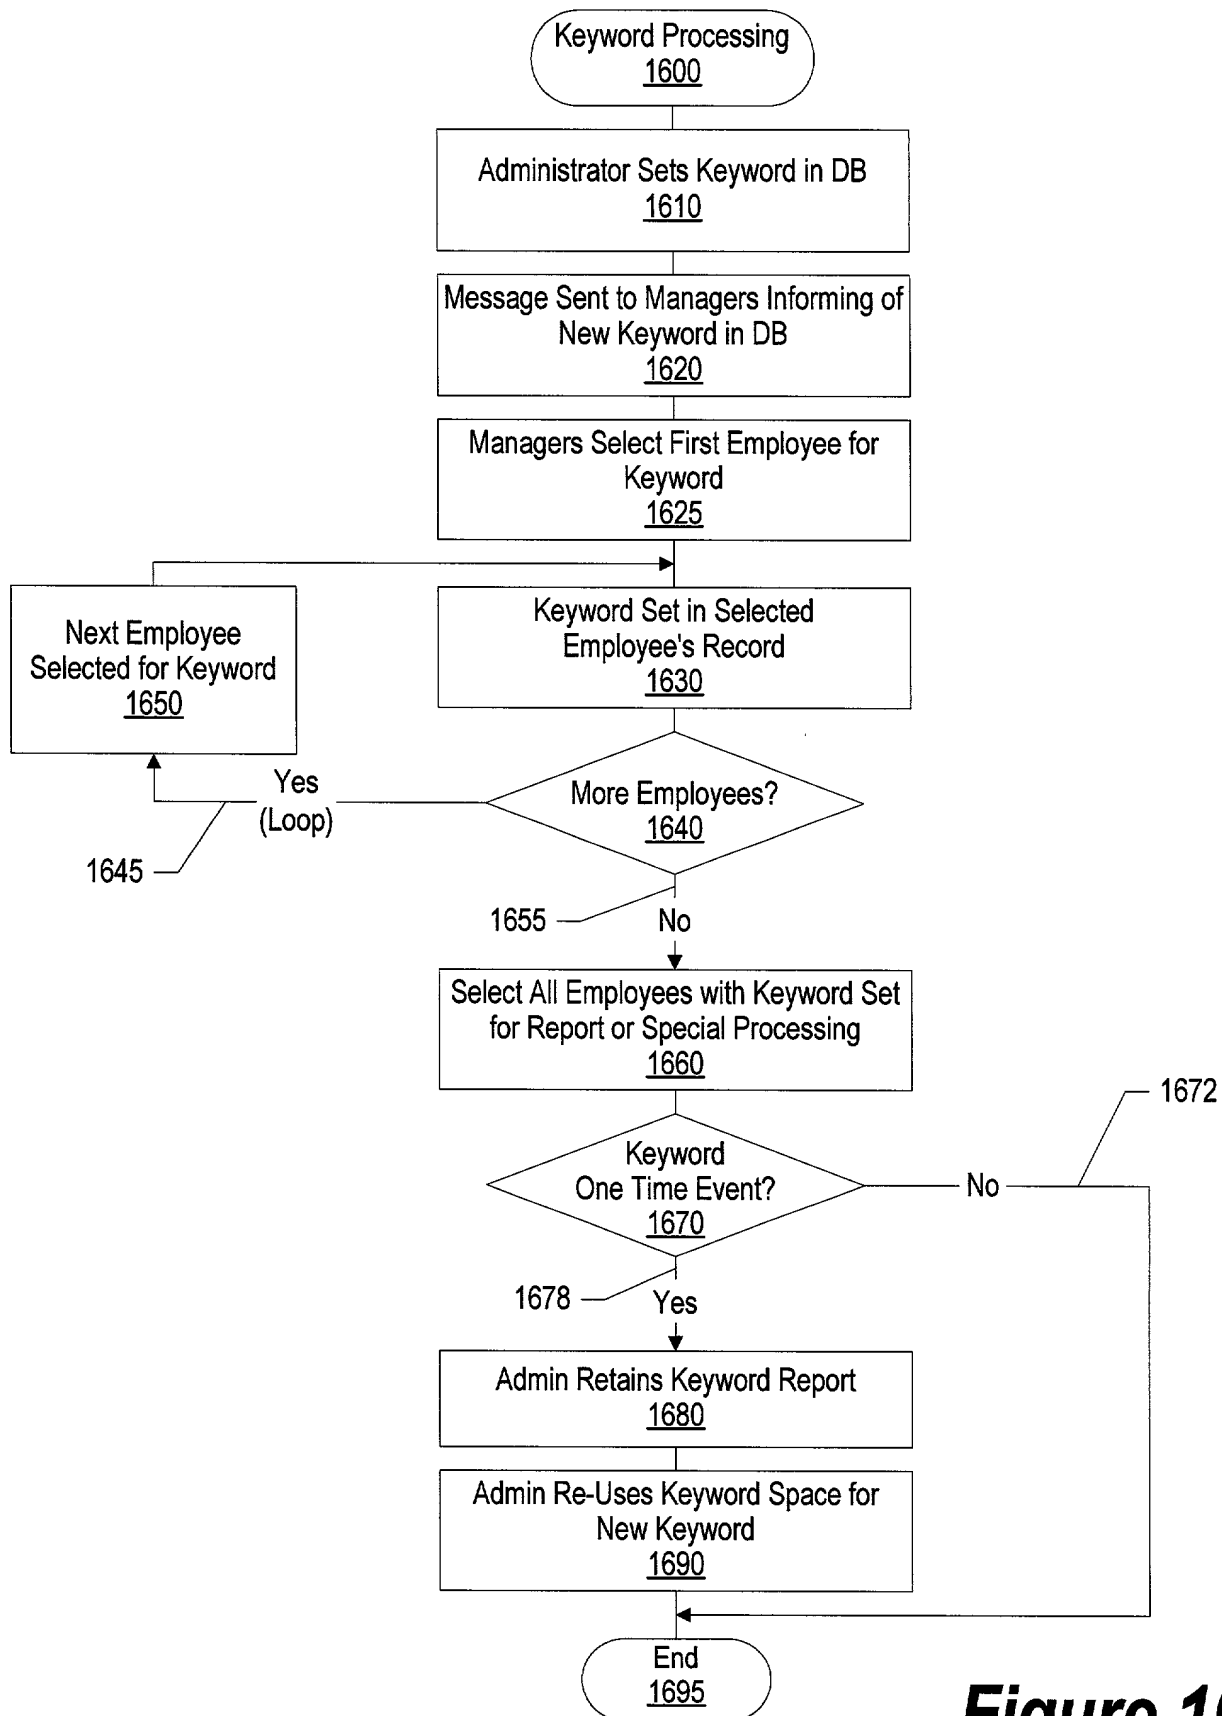 Keyword Processing
1600
Administrator Sets Keyword in DB
1610
Message Sent to Managers Informing of
New Keyword in DB
1620
Managers Select First Employee for
Keyword
1625
Next Employee
Selected for Keyword
1650
Keyword Set in Selected
Employee's Record
1630
Yes
(Loop)
More Employees?
1640
1645
1655
No
Select All Employees with Keyword Set
for Report or Special Processing
1660
1672
Keyword
One Time Event?
1670
No
1678
Yes
Admin Retains Keyword Report
1680
Admin Re-Uses Keyword Space for
New Keyword
1690
End
1695
Figure